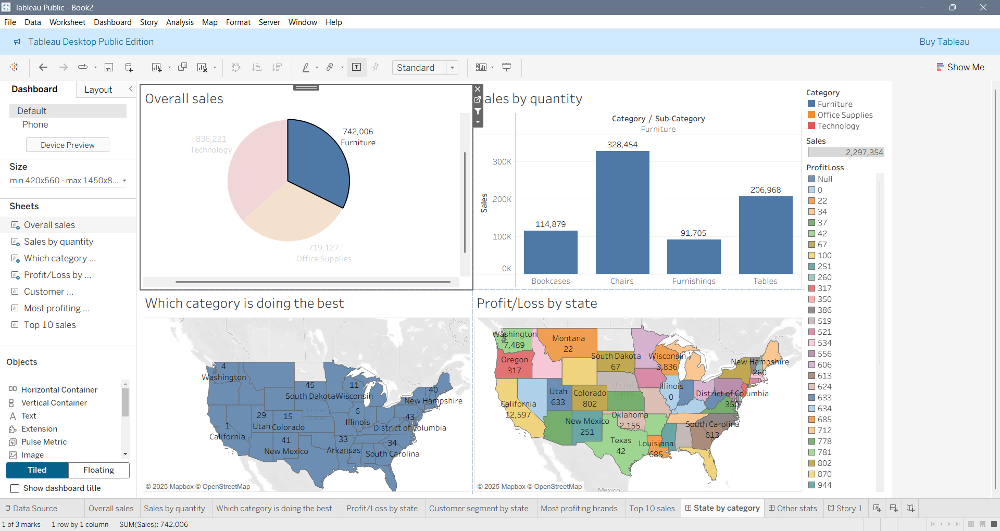 Tableau Public - Book2
File Data Worksheet Dashboard Story Analysis Map Format Server Window Help
Tableau Desktop Public Edition
Buy Tableau
Standard
Show Me
Dashboard
Layout
Default
Phone
Device Preview
Size
min 420x560 - max 1450x8...
Sheets
Overall sales
Sales by quantity
Which category ...
Profit/Loss by ...
Customer ...
Most profiting ...
Top 10 sales
Objects
Horizontal Container
Vertical Container
Text
Extension
Pulse Metric
Image
Tiled
Floating
Show dashboard title
Overall sales
742,006
Furniture
836,221
Technology
719,127
Office Supplies
ales by quantity
Category / Sub-Category
Furniture
Sales
300K
200K
100K
0K
114,879
328,454
91,705
206,968
Bookcases
Chairs
Furnishings
Tables
Which category is doing the best
4
Washington
45
South Dakota
11
Wisconsin
40
New Hampshire
United
States
29
Utah
15
Colorado
6
Illinois
43
District of Columbia
1
California
41
New Mexico
33
Arkansas
34
South Carolina
© 2025 Mapbox © OpenStreetMap
Profit/Loss by state
Washington
7,489
Montana
22
Oregon
317
South Dakota
67
Wisconsin
3,836
New Hampshire
260
United
States
Utah
633
Colorado
802
Illinois
0
District of Columbia
350
California
12,597
New Mexico
251
Oklahoma
2,155
South Carolina
613
Texas
42
Louisiana
685
Mexico
© 2025 Mapbox © OpenStreetMap
Category
Furniture
Office Supplies
Technology
Sales
2,297,354
ProfitLoss
Null
0
22
34
37
42
67
100
251
260
317
350
386
519
521
534
556
606
613
624
633
634
685
712
778
781
802
870
944
Data Source
Overall sales
Sales by quantity
Which category is doing the best
Profit/Loss by state
Customer segment by state
Most profiting brands
Top 10 sales
State by category
Other stats
Story 1
1 of 3 marks
1 row by 1 column
SUM(Sales): 742,006